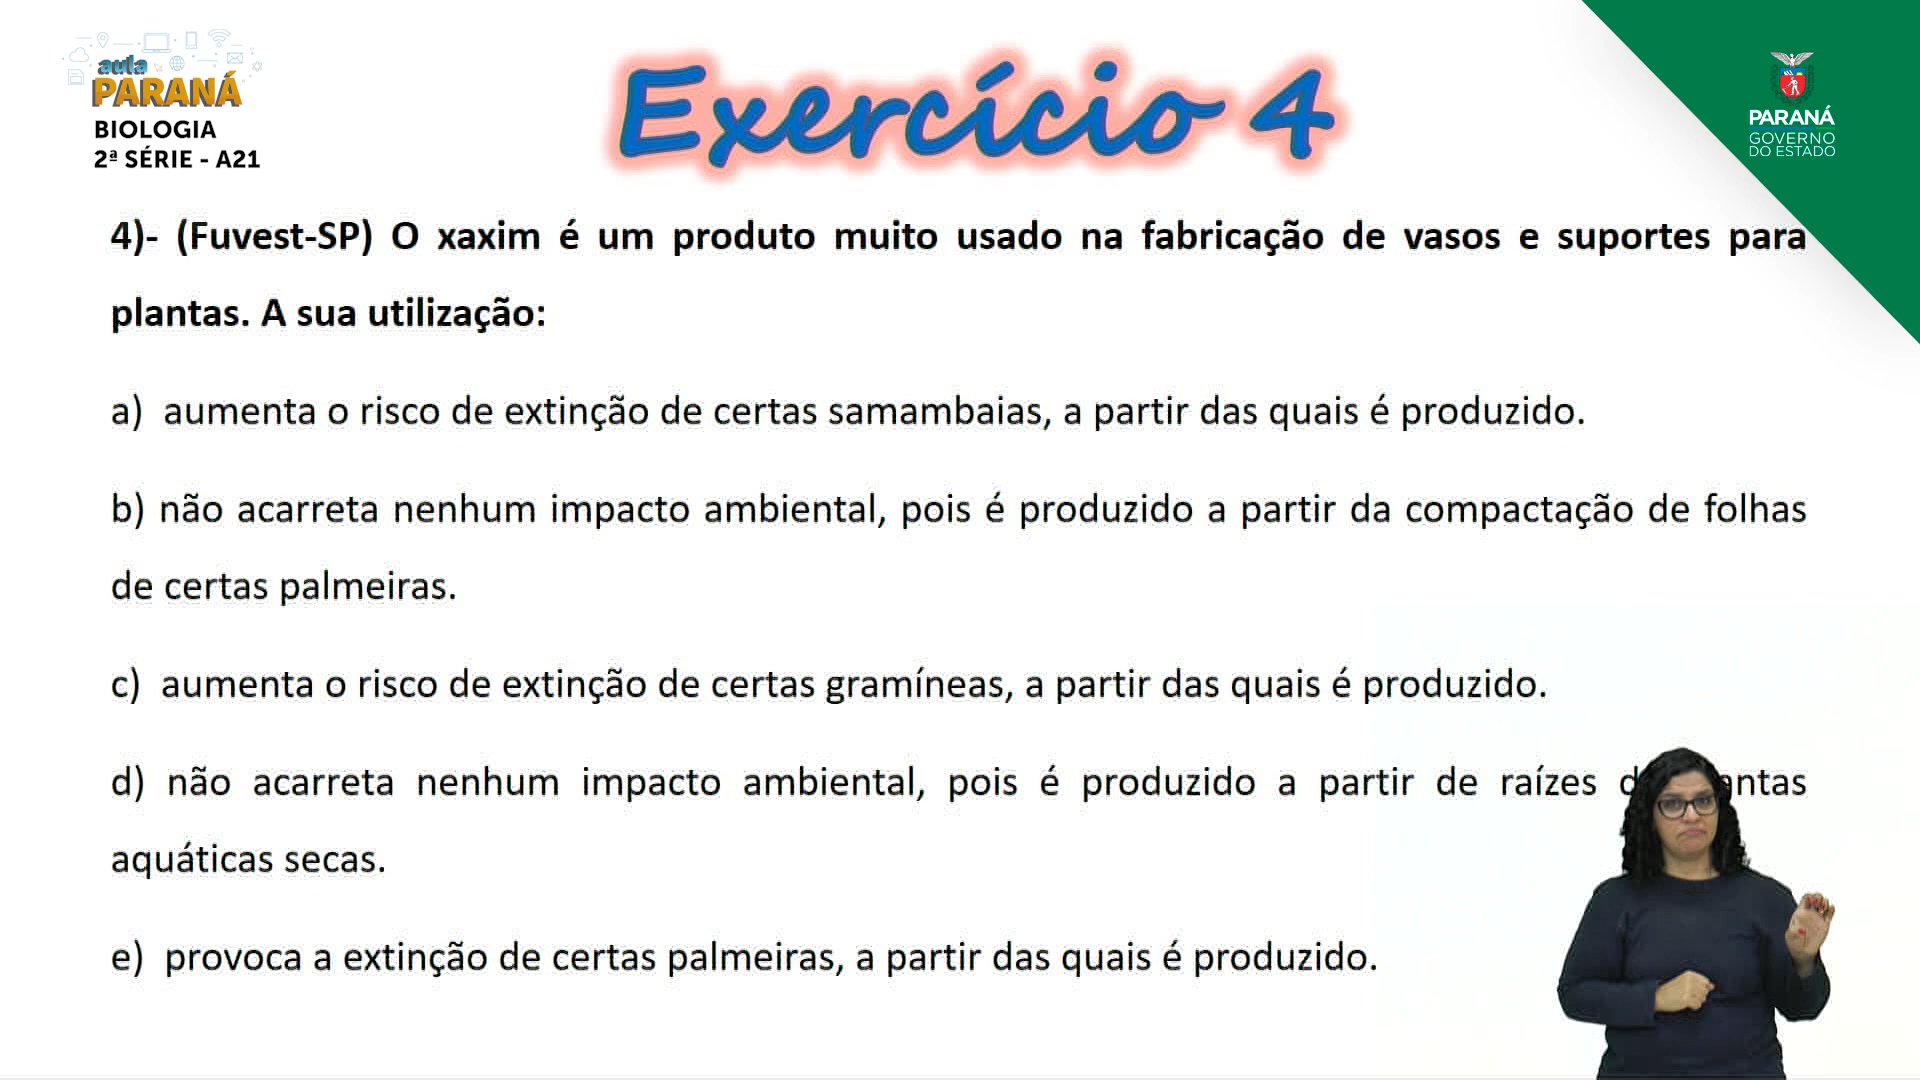 aula
PARANÁ
BIOLOGIA
2ª SÉRIE - A21
Exercício 4
PARANÁ
GOVERNO
DO ESTADO
4)- (Fuvest-SP) O xaxim é um produto muito usado na fabricação de vasos e suportes para
plantas. A sua utilização:
a) aumenta o risco de extinção de certas samambaias, a partir das quais é produzido.
b) não acarreta nenhum impacto ambiental, pois é produzido a partir da compactação de folhas
de certas palmeiras.
c) aumenta o risco de extinção de certas gramíneas, a partir das quais é produzido.
d) não acarreta nenhum impacto ambiental, pois é produzido a partir de raízes
aquáticas secas.
e) provoca a extinção de certas palmeiras, a partir das quais é produzido.